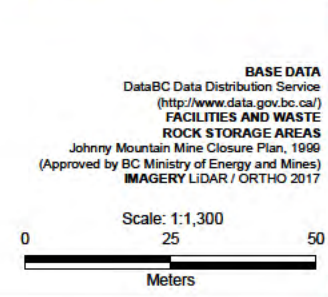 BASE DATA
DataBC Data Distribution Service
(http://www.data.gov.bc.ca/)
FACILITIES AND WASTE
ROCK STORAGE AREAS
Johnny Mountain Mine Closure Plan, 1999
(Approved by BC Ministry of Energy and Mines)
IMAGERY LiDAR / ORTHO 2017
Scale: 1:1,300
0 25 50
Meters